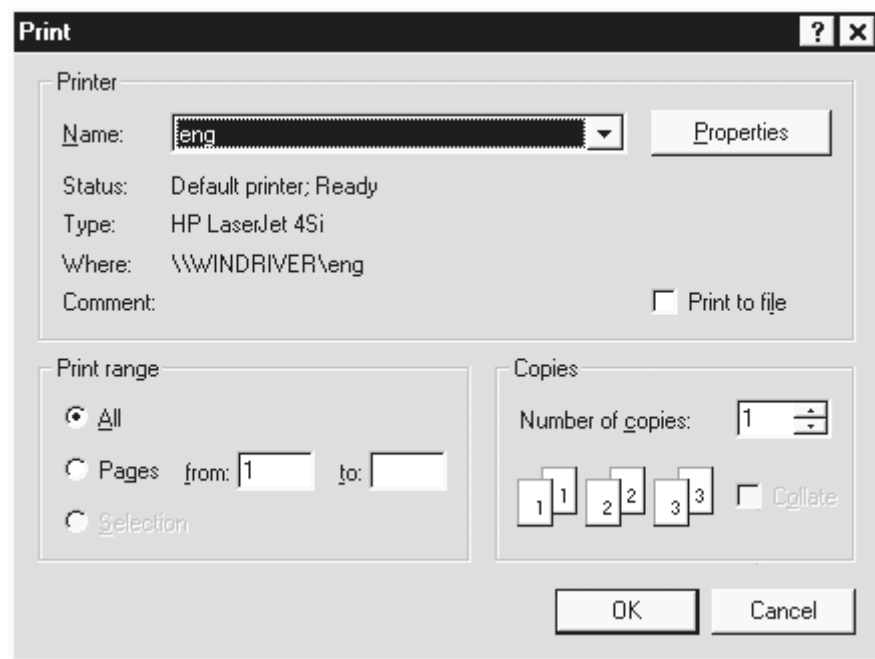 Print ? ×
Printer
Name: eng Properties
Status: Default printer; Ready
Type: HP LaserJet 4Si
Where: \\WINDRIVER\eng
Comment: Print to file
Print range
All
Pages from: 1 to:
Selection
Copies
Number of copies: 1
1 1 2 2 3 3 Collate
OK Cancel